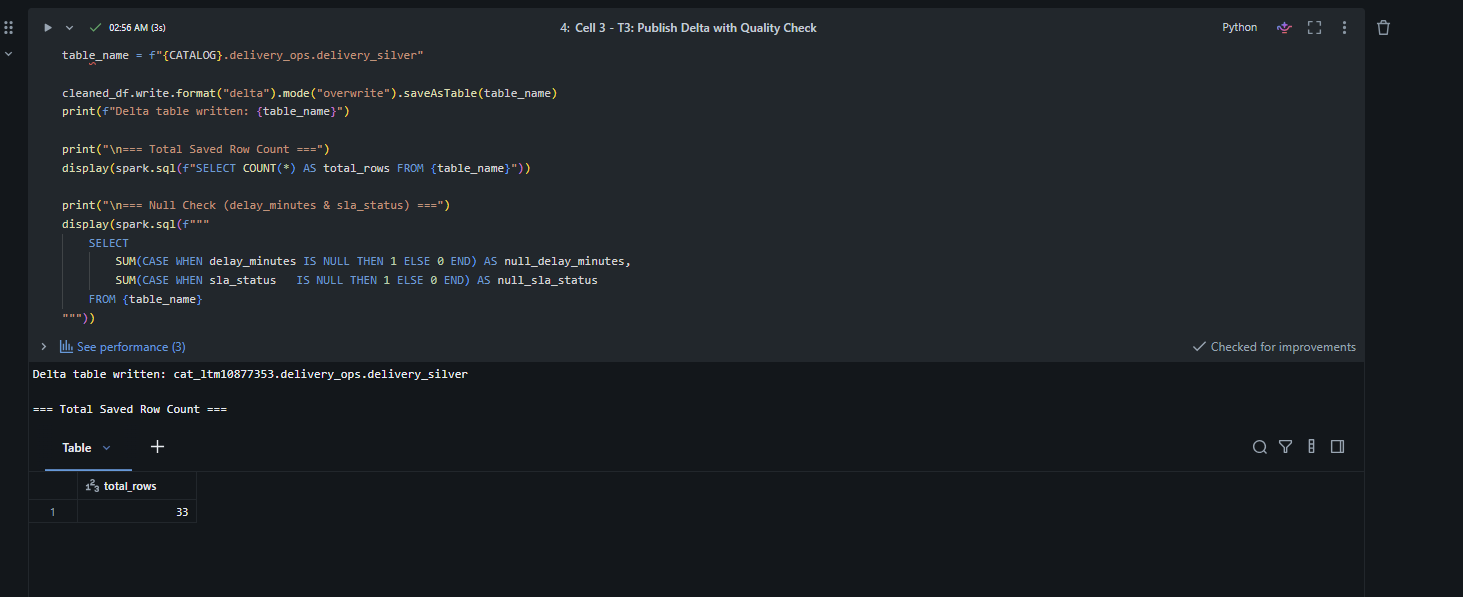 02:56 AM (3s)
4: Cell 3 - T3: Publish Delta with Quality Check
Python
table_name = f"{CATALOG}.delivery_ops.delivery_silver"
cleaned_df.write.format("delta").mode("overwrite").saveAsTable(table_name)
print(f"Delta table written: {table_name}")
print("\n=== Total Saved Row Count ===")
display(spark.sql(f"SELECT COUNT(*) AS total_rows FROM {table_name}"))
print("\n=== Null Check (delay_minutes & sla_status) ===")
display(spark.sql(f"""
    SELECT
        SUM(CASE WHEN delay_minutes IS NULL THEN 1 ELSE 0 END) AS null_delay_minutes,
        SUM(CASE WHEN sla_status   IS NULL THEN 1 ELSE 0 END) AS null_sla_status
    FROM {table_name}
"""))
See performance (3)
Checked for improvements
Delta table written: cat_ltm10877353.delivery_ops.delivery_silver
=== Total Saved Row Count ===
Table
123 total_rows
1 33